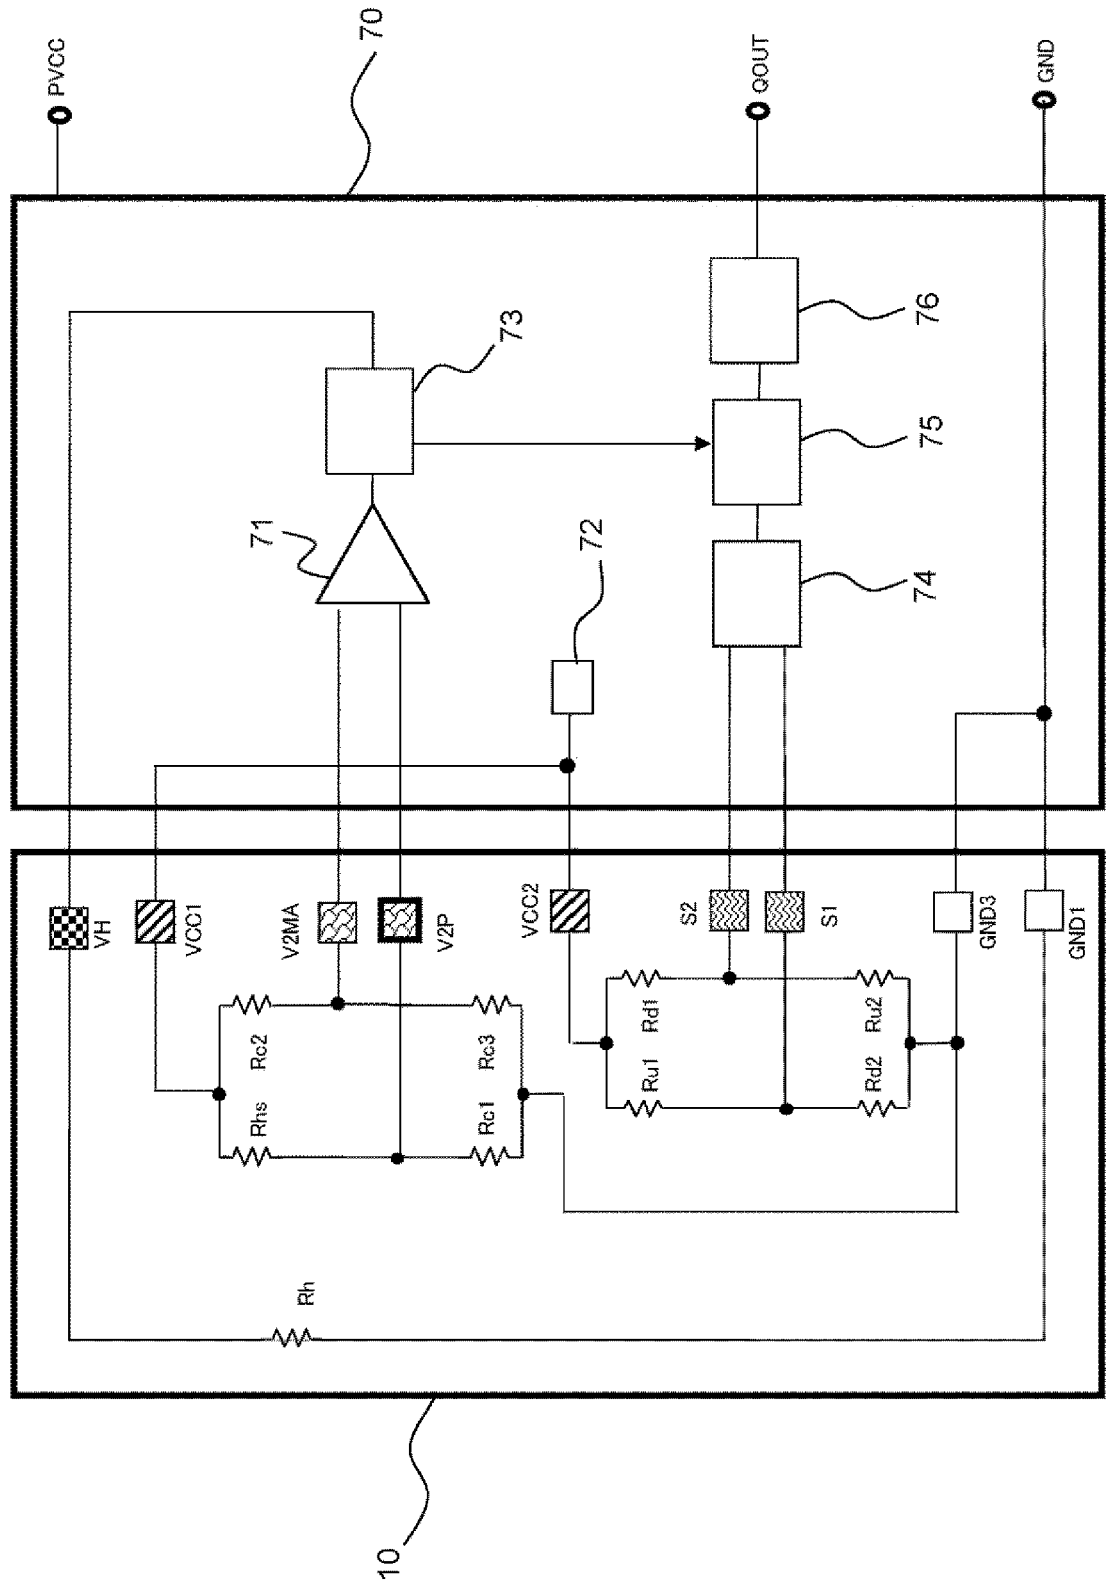 PVCC
70
QOUT
GND
73
76
71
75
72
74
VH
VCC1
V2MA
V2P
VCC2
S2
S1
GND3
GND1
Rc2
Rc3
Rd1
Ru2
Rhs
Rc1
Ru1
Rd2
Rh
10